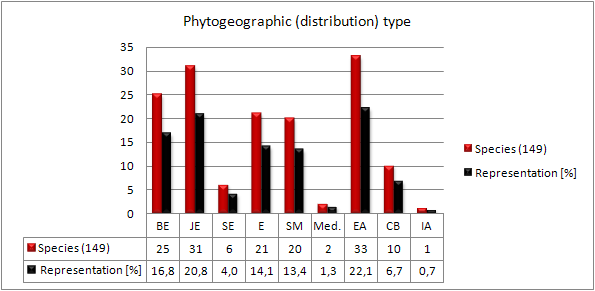 Phytogeographic (distribution) type
35
30
25
20
15
10
5
0
BE JE SE E SM Med. EA CB IA
Species (149) 25 31 6 21 20 2 33 10 1
Representation [%] 16,8 20,8 4,0 14,1 13,4 1,3 22,1 6,7 0,7
Species (149)
Representation [%]